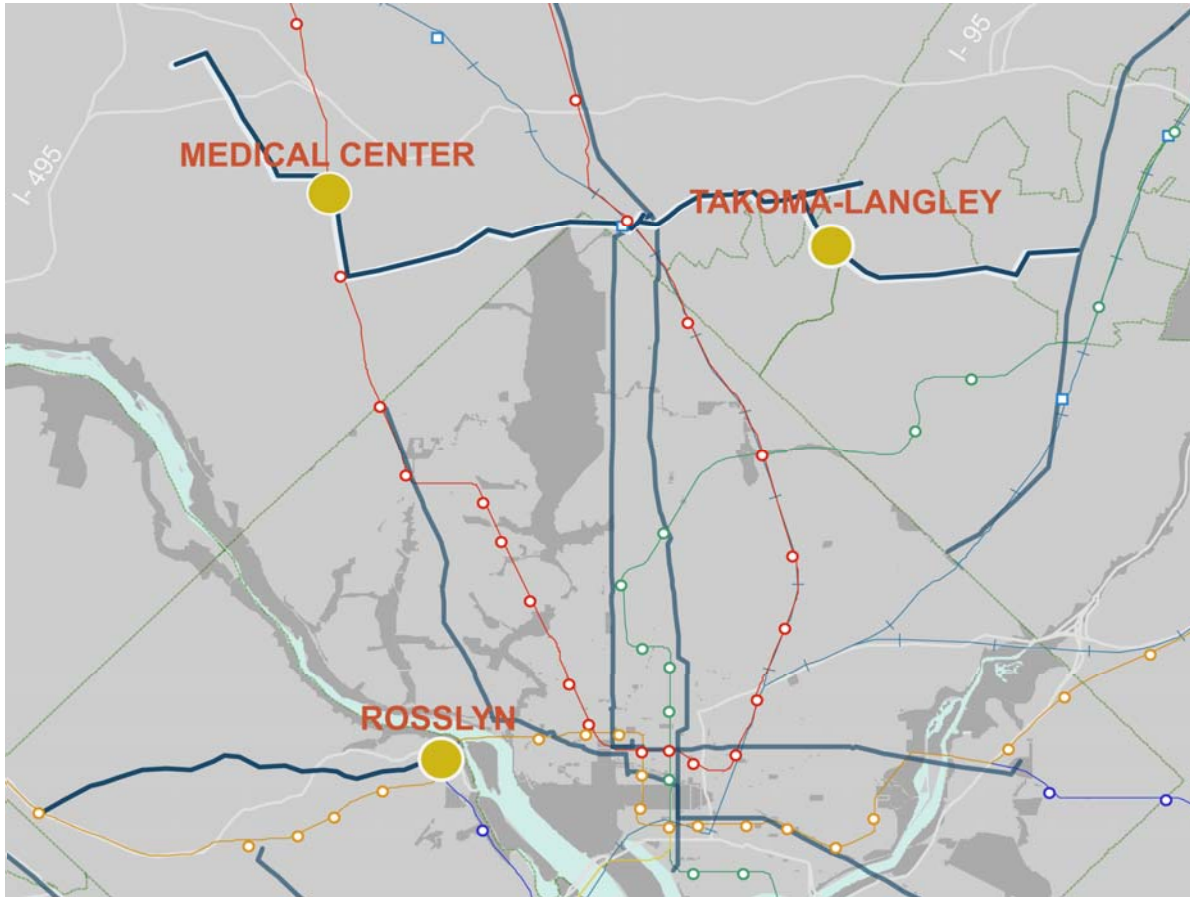 I- 95
I- 495
MEDICAL CENTER
TAKOMA-LANGLEY
ROSSLYN